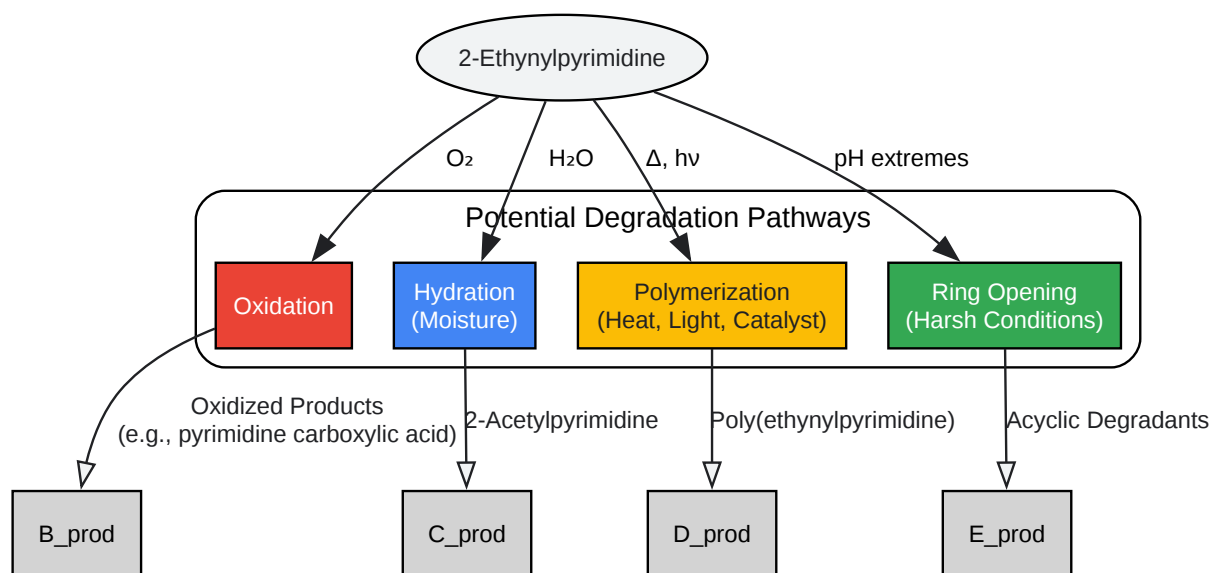 2-Ethynylpyrimidine
O₂
H₂O
Δ, hν
pH extremes
Potential Degradation Pathways
Oxidation
Hydration
(Moisture)
Polymerization
(Heat, Light, Catalyst)
Ring Opening
(Harsh Conditions)
Oxidized Products
(e.g., pyrimidine carboxylic acid)
2-Acetylpyrimidine
Poly(ethynylpyrimidine)
Acyclic Degradants
B_prod
C_prod
D_prod
E_prod